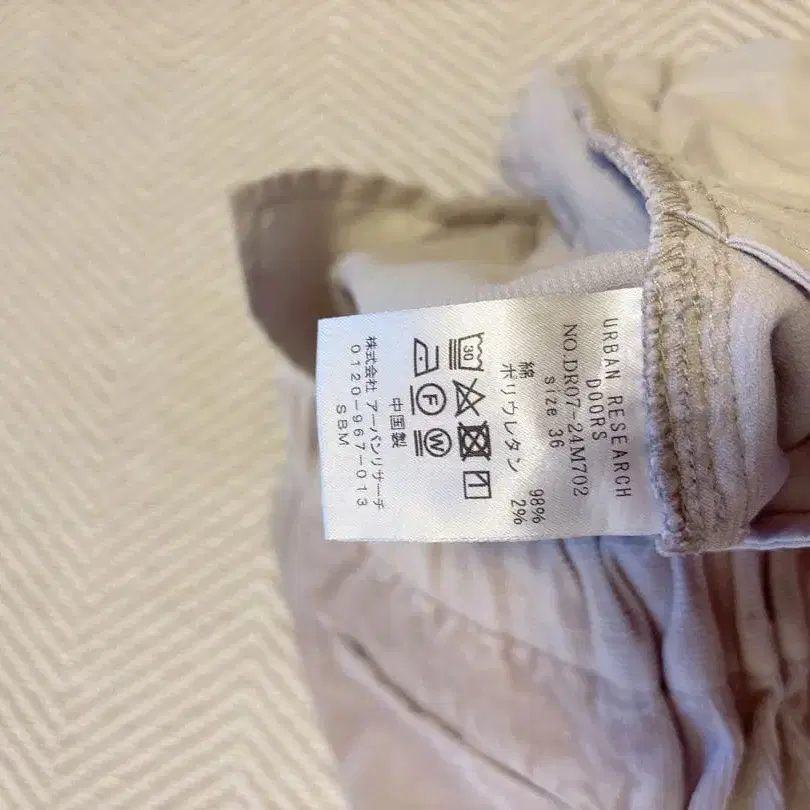 URBAN RESEARCH
DOORS
NO.DR07-24M702
size 36
綿 98%
ポリウレタン 2%
30
F W
中国製
株式会社 アーバンリサーチ
0120-967-013
SBM